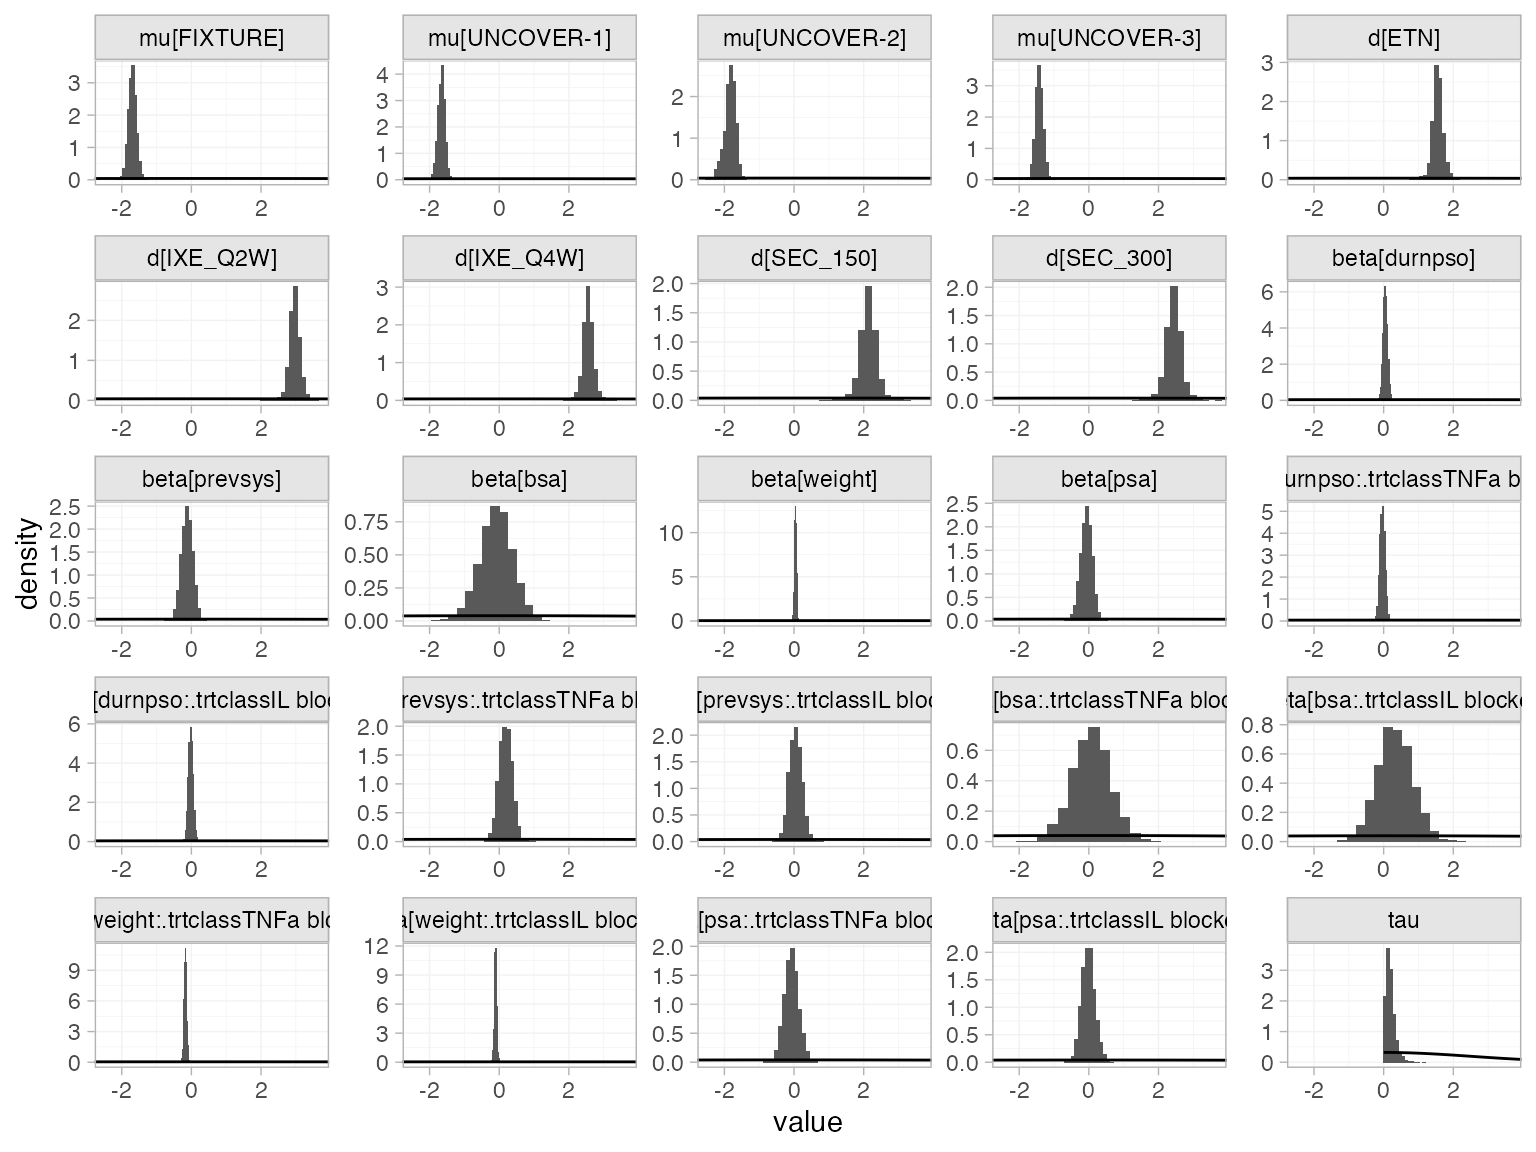 mu[FIXTURE] mu[UNCOVER-1] mu[UNCOVER-2] mu[UNCOVER-3] d[ETN]
3 2 1 0
4 3 2 1 0
2 1 0
3 2 1 0
3 2 1 0
-2 0 2 -2 0 2 -2 0 2 -2 0 2 -2 0 2
d[IXE_Q2W] d[IXE_Q4W] d[SEC_150] d[SEC_300] beta[durnpso]
2 1 0
3 2 1 0
2.0 1.5 1.0 0.5 0.0
2.0 1.5 1.0 0.5 0.0
6 4 2 0
-2 0 2 -2 0 2 -2 0 2 -2 0 2 -2 0 2
beta[prevsys] beta[bsa] beta[weight] beta[psa] urnpso:.trtclassTNFa b
2.5 2.0 1.5 1.0 0.5 0.0
0.75 0.50 0.25 0.00
10 5 0
2.5 2.0 1.5 1.0 0.5 0.0
5 4 3 2 1 0
-2 0 2 -2 0 2 -2 0 2 -2 0 2 -2 0 2
density
[durnpso:.trtclassIL bloc revsys:.trtclassTNFa bl [prevsys:.trtclassIL bloc [bsa:.trtclassTNFa bloc eta[bsa:.trtclassIL blocke
6 4 2 0
2.0 1.5 1.0 0.5 0.0
2.0 1.5 1.0 0.5 0.0
0.6 0.4 0.2 0.0
0.8 0.6 0.4 0.2 0.0
-2 0 2 -2 0 2 -2 0 2 -2 0 2 -2 0 2
weight:.trtclassTNFa blo a[weight:.trtclassIL bloc [psa:.trtclassTNFa bloc ta[psa:.trtclassIL blocke tau
9 6 3 0
12 9 6 3 0
2.0 1.5 1.0 0.5 0.0
2.0 1.5 1.0 0.5 0.0
3 2 1 0
-2 0 2 -2 0 2 -2 0 2 -2 0 2 -2 0 2
value